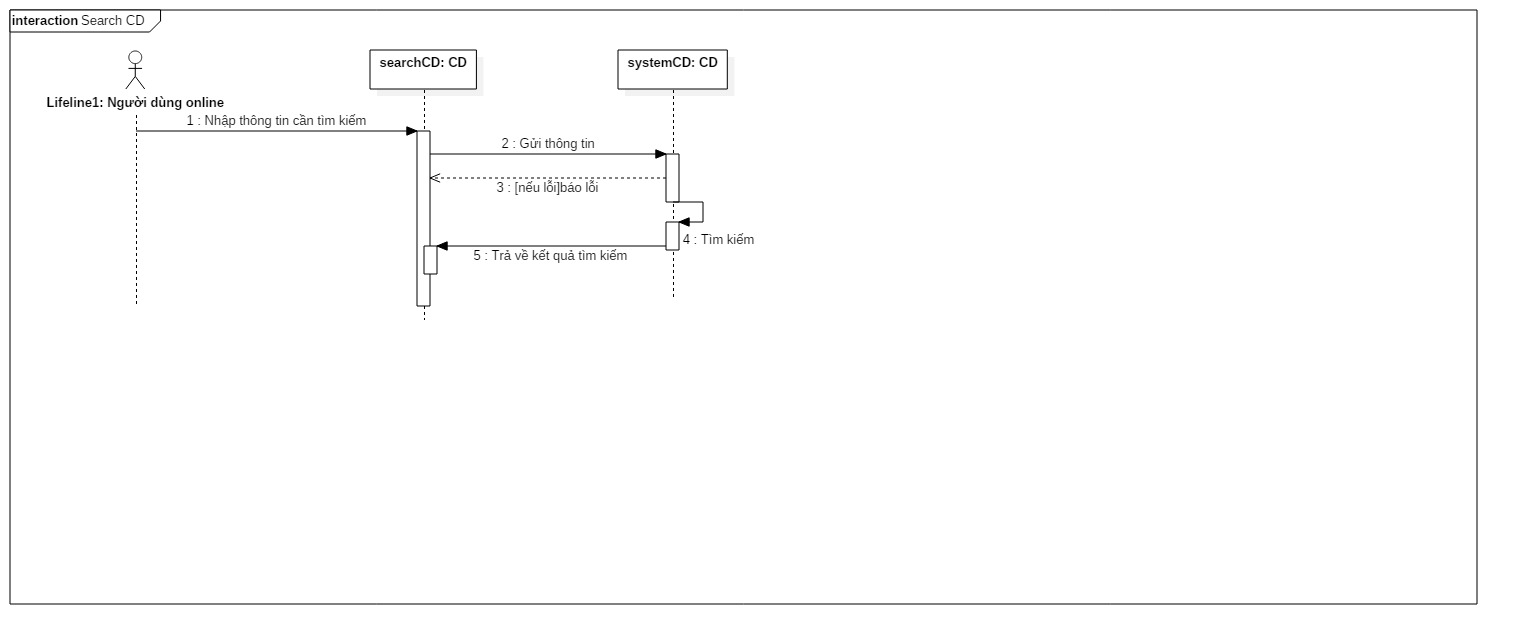 interaction Search CD
searchCD: CD
systemCD: CD
Lifeline1: Người dùng online
1 : Nhập thông tin cần tìm kiếm
2 : Gửi thông tin
3 : [nếu lỗi]báo lỗi
4 : Tìm kiếm
5 : Trả về kết quả tìm kiếm